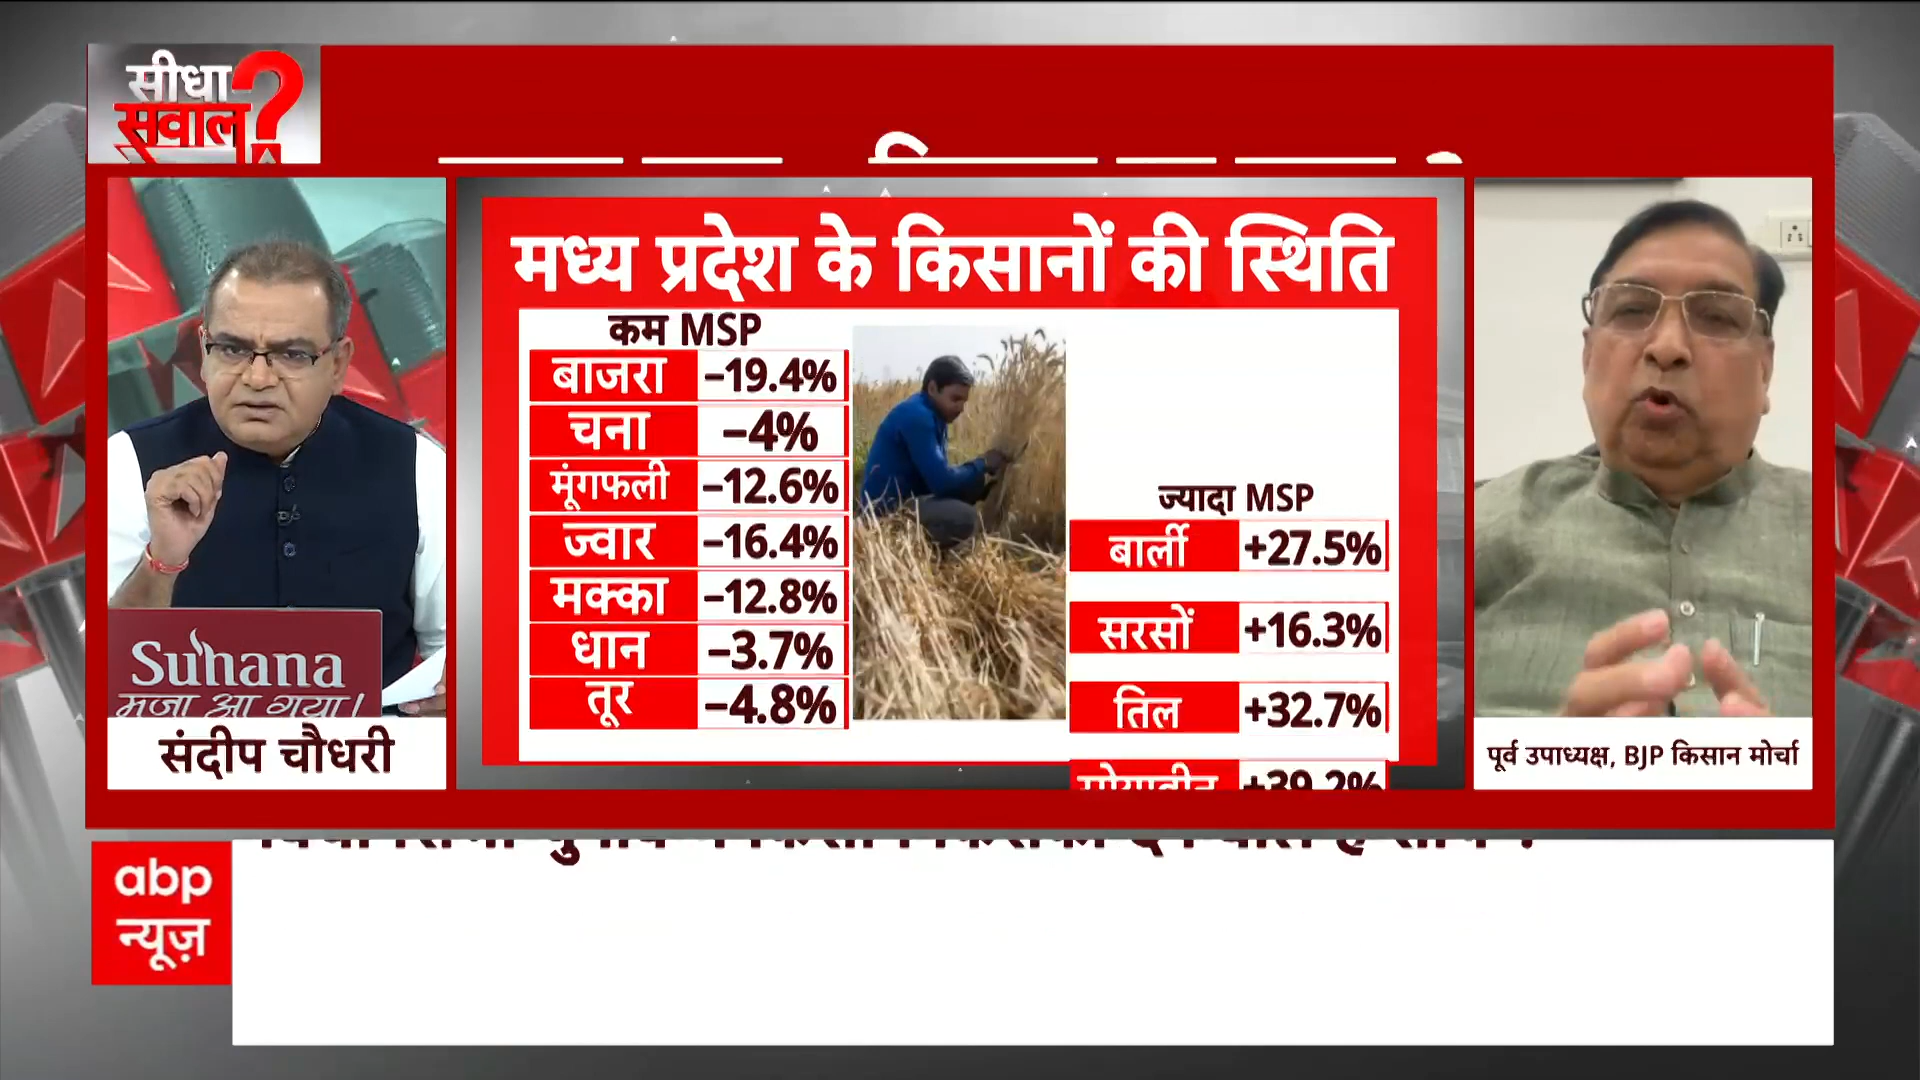 सीधा
सवाल?
मध्य प्रदेश के किसानों की स्थिति
कम MSP
बाजरा –19.4%
चना –4%
मूंगफली –12.6%
ज्वार –16.4%
मक्का –12.8%
धान –3.7%
तूर –4.8%
ज्यादा MSP
बार्ली +27.5%
सरसों +16.3%
तिल +32.7%
+39.2%
Suhana
मज़ा आ गया!
संदीप चौधरी
पूर्व उपाध्यक्ष, BJP किसान मोर्चा
abp
न्यूज़